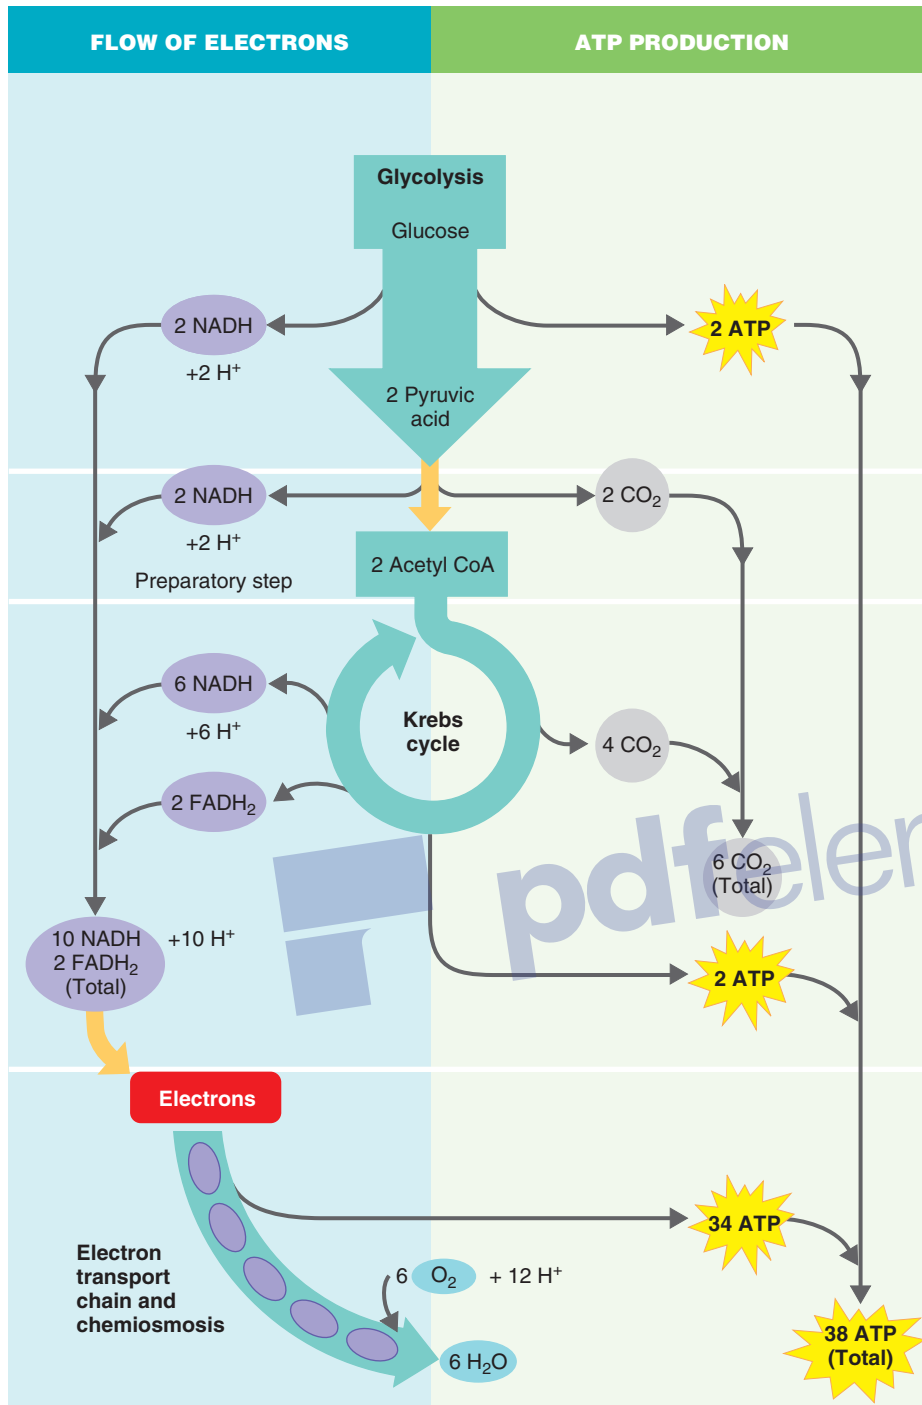 FLOW OF ELECTRONS
ATP PRODUCTION
Glycolysis
Glucose
2 NADH
+2 H⁺
2 ATP
2 Pyruvic
acid
2 NADH
+2 H⁺
2 CO₂
Preparatory step
2 Acetyl CoA
6 NADH
+6 H⁺
Krebs
cycle
4 CO₂
2 FADH₂
6 CO₂
(Total)
pdfelem
10 NADH
2 FADH₂
(Total)
+10 H⁺
2 ATP
Electrons
34 ATP
Electron
transport
chain and
chemiosmosis
6 O₂ + 12 H⁺
6 H₂O
38 ATP
(Total)